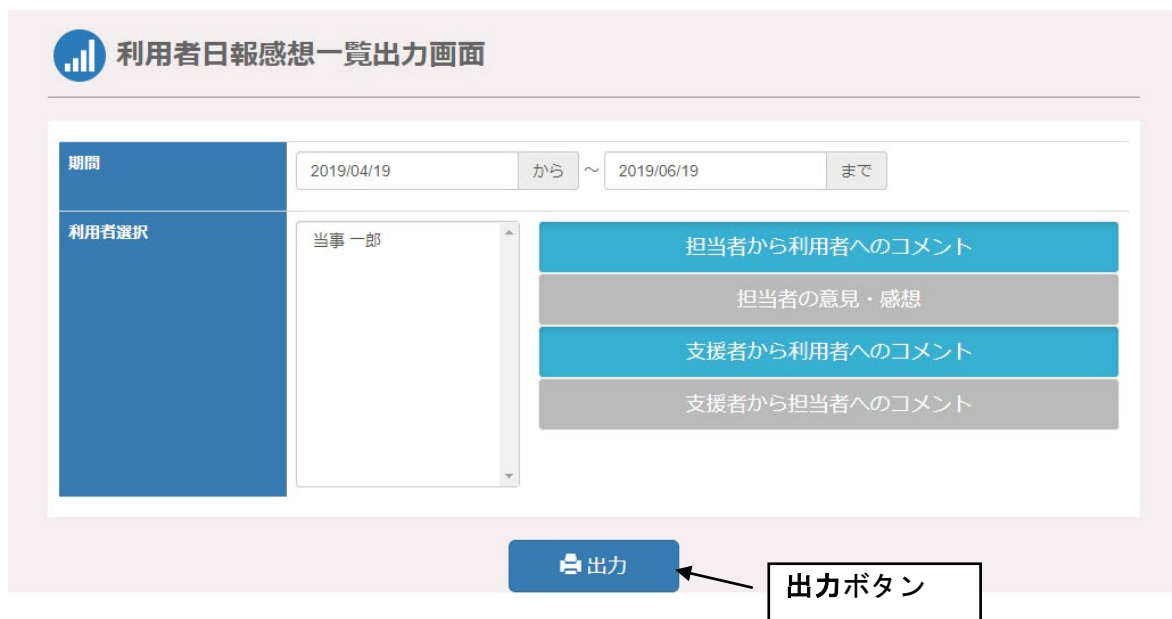 利用者日報感想一覧出力画面
期間
2019/04/19 から ～ 2019/06/19 まで
利用者選択
当事 一郎
担当者から利用者へのコメント
担当者の意見・感想
支援者から利用者へのコメント
支援者から担当者へのコメント
出力
出力ボタン